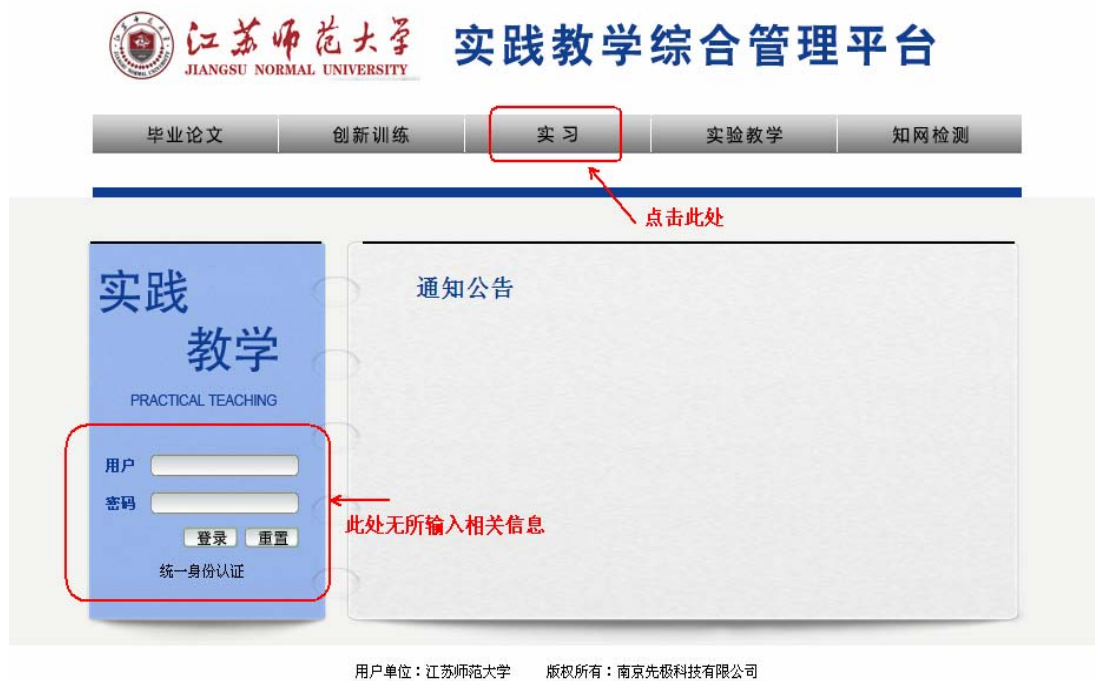 江苏师范大学 实践教学综合管理平台
JIANGSU NORMAL UNIVERSITY
毕业论文 创新训练 实习 实验教学 知网检测
点击此处
实践
教学
PRACTICAL TEACHING
通知公告
用户
密码
登录 重置
统一身份认证
此处无所输入相关信息
用户单位：江苏师范大学 版权所有：南京先极科技有限公司